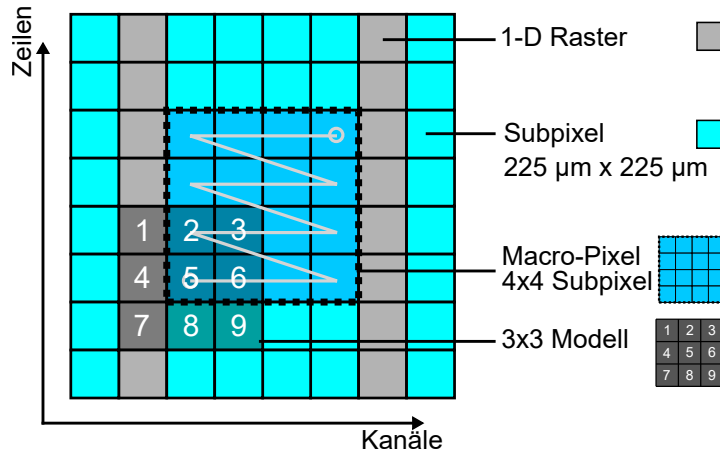 Zeilen
1-D Raster
Subpixel
225 µm x 225 µm
1 2 3
4 5 6
7 8 9
Macro-Pixel
4x4 Subpixel
3x3 Modell
1 2 3
4 5 6
7 8 9
Kanäle